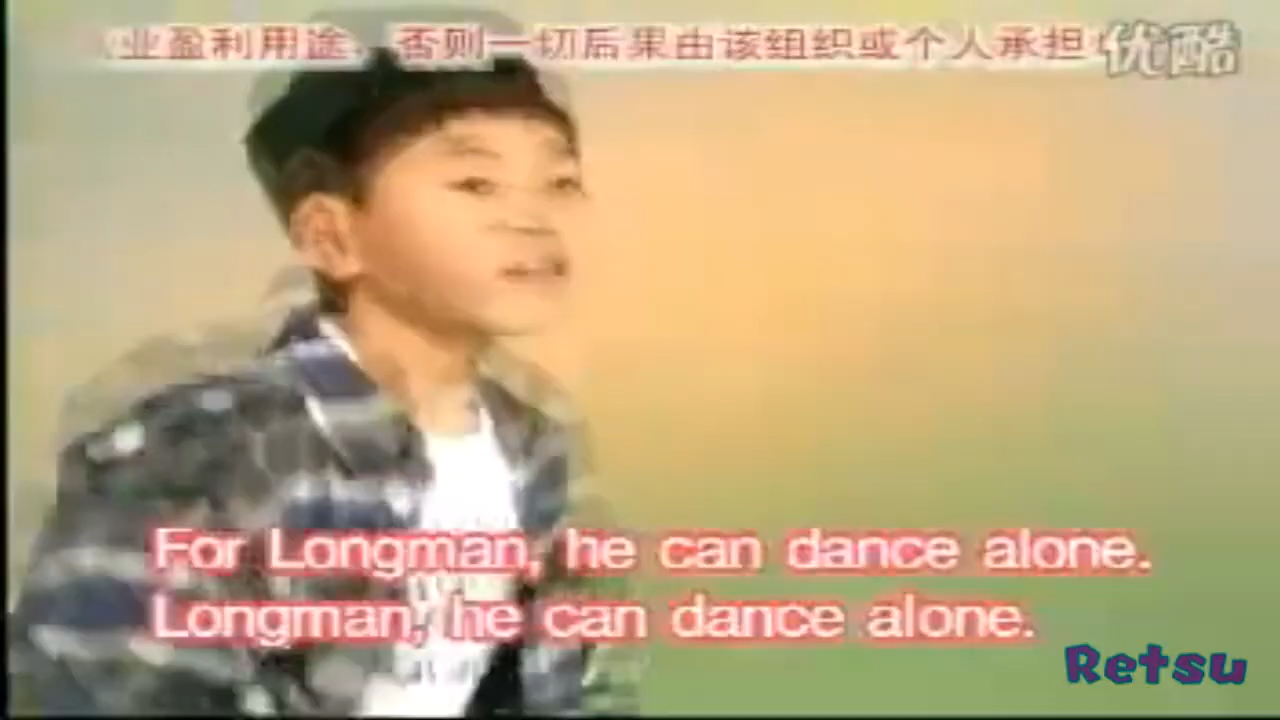 业盈利用途，否则一切后果由该组织或个人承担
优酷
For Longman, he can dance alone.
Longman, he can dance alone.
Retsu